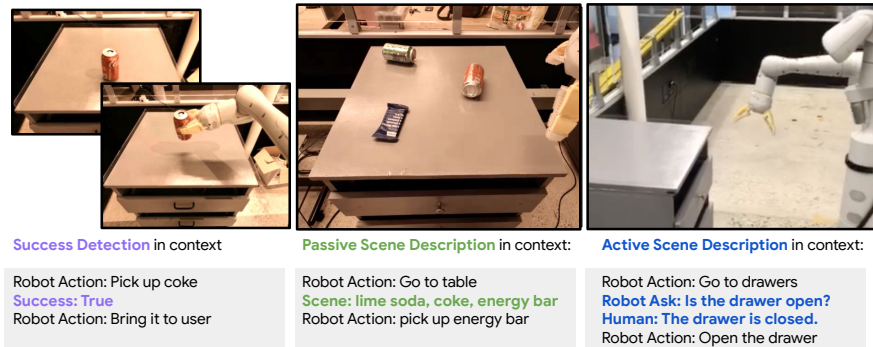 Success Detection in context
Robot Action: Pick up coke
Success: True
Robot Action: Bring it to user
Passive Scene Description in context:
Robot Action: Go to table
Scene: lime soda, coke, energy bar
Robot Action: pick up energy bar
Active Scene Description in context:
Robot Action: Go to drawers
Robot Ask: Is the drawer open?
Human: The drawer is closed.
Robot Action: Open the drawer